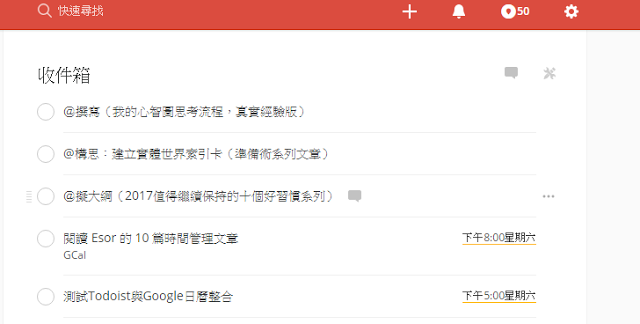 快速尋找
50
收件箱
@撰寫（我的心智圖思考流程，真實經驗版）
@構思：建立實體世界索引卡（準備術系列文章）
@擬大綱（2017值得繼續保持的十個好習慣系列）
閱讀 Esor 的 10 篇時間管理文章
下午8:00星期六
GCal
測試Todoist與Google日曆整合
下午5:00星期六